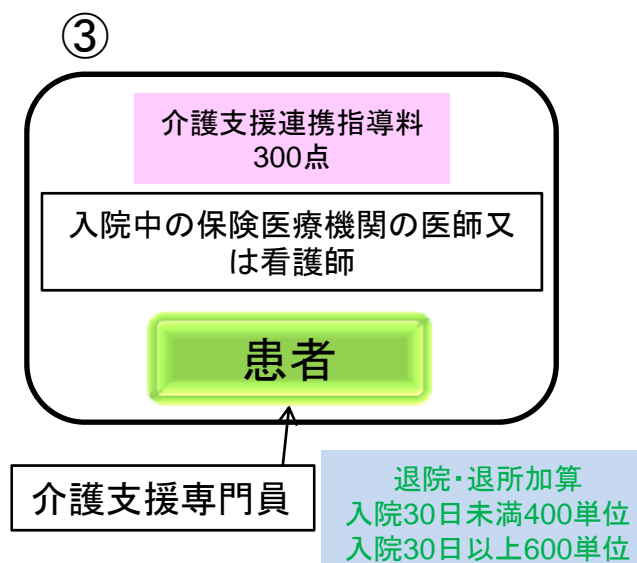 ③
介護支援連携指導料
300点
入院中の保険医療機関の医師又
は看護師
患者
介護支援専門員
退院・退所加算
入院30日未満400単位
入院30日以上600単位